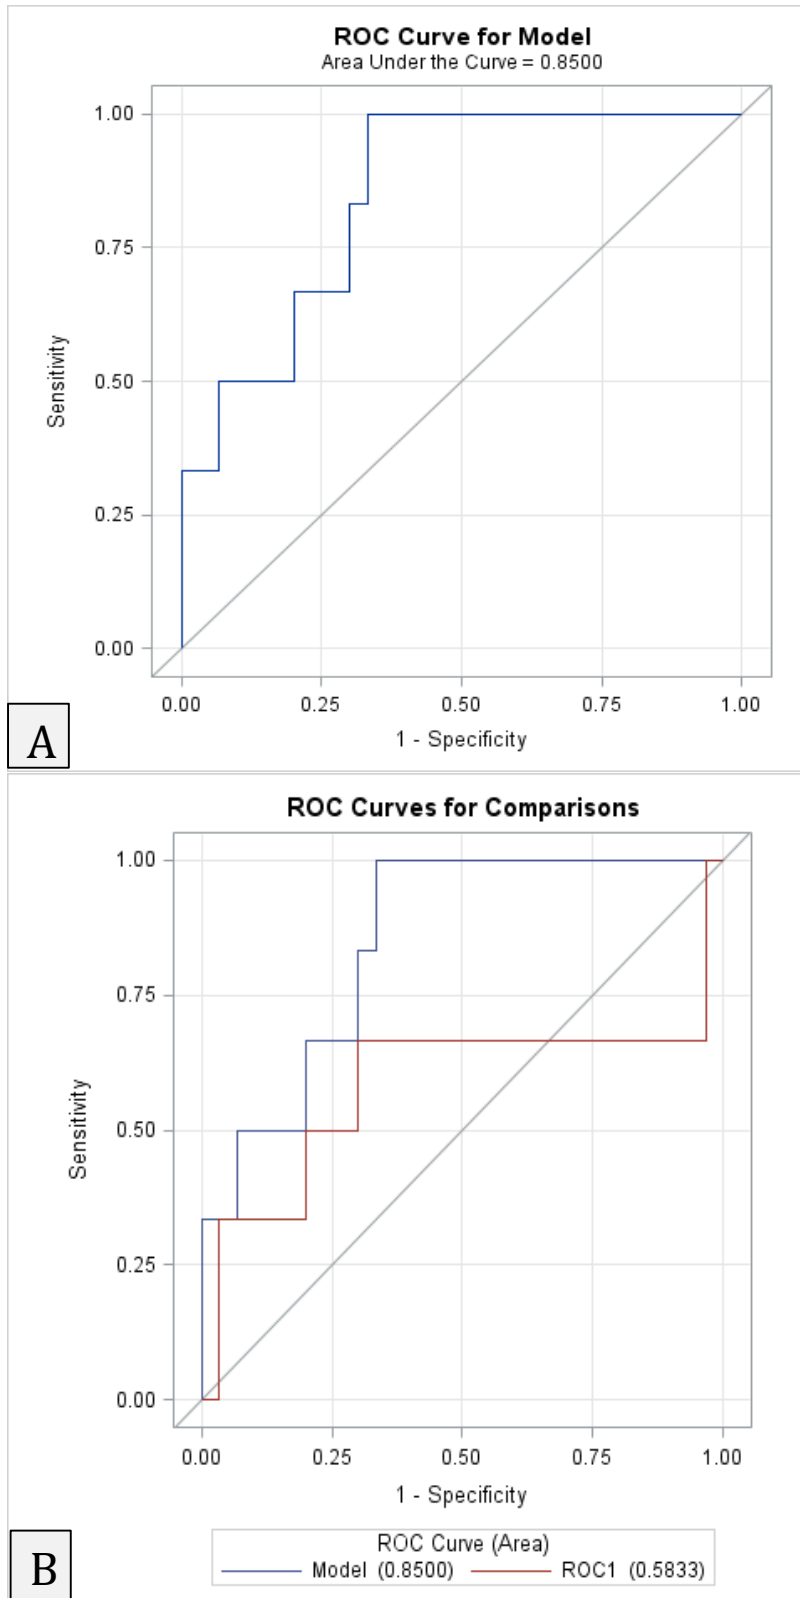 ROC Curve for Model
Area Under the Curve = 0.8500
1.00
0.75
0.50
0.25
0.00
Sensitivity
0.00 0.25 0.50 0.75 1.00
1 - Specificity
A
ROC Curves for Comparisons
1.00
0.75
0.50
0.25
0.00
Sensitivity
0.00 0.25 0.50 0.75 1.00
1 - Specificity
ROC Curve (Area)
Model (0.8500) ROC1 (0.5833)
B